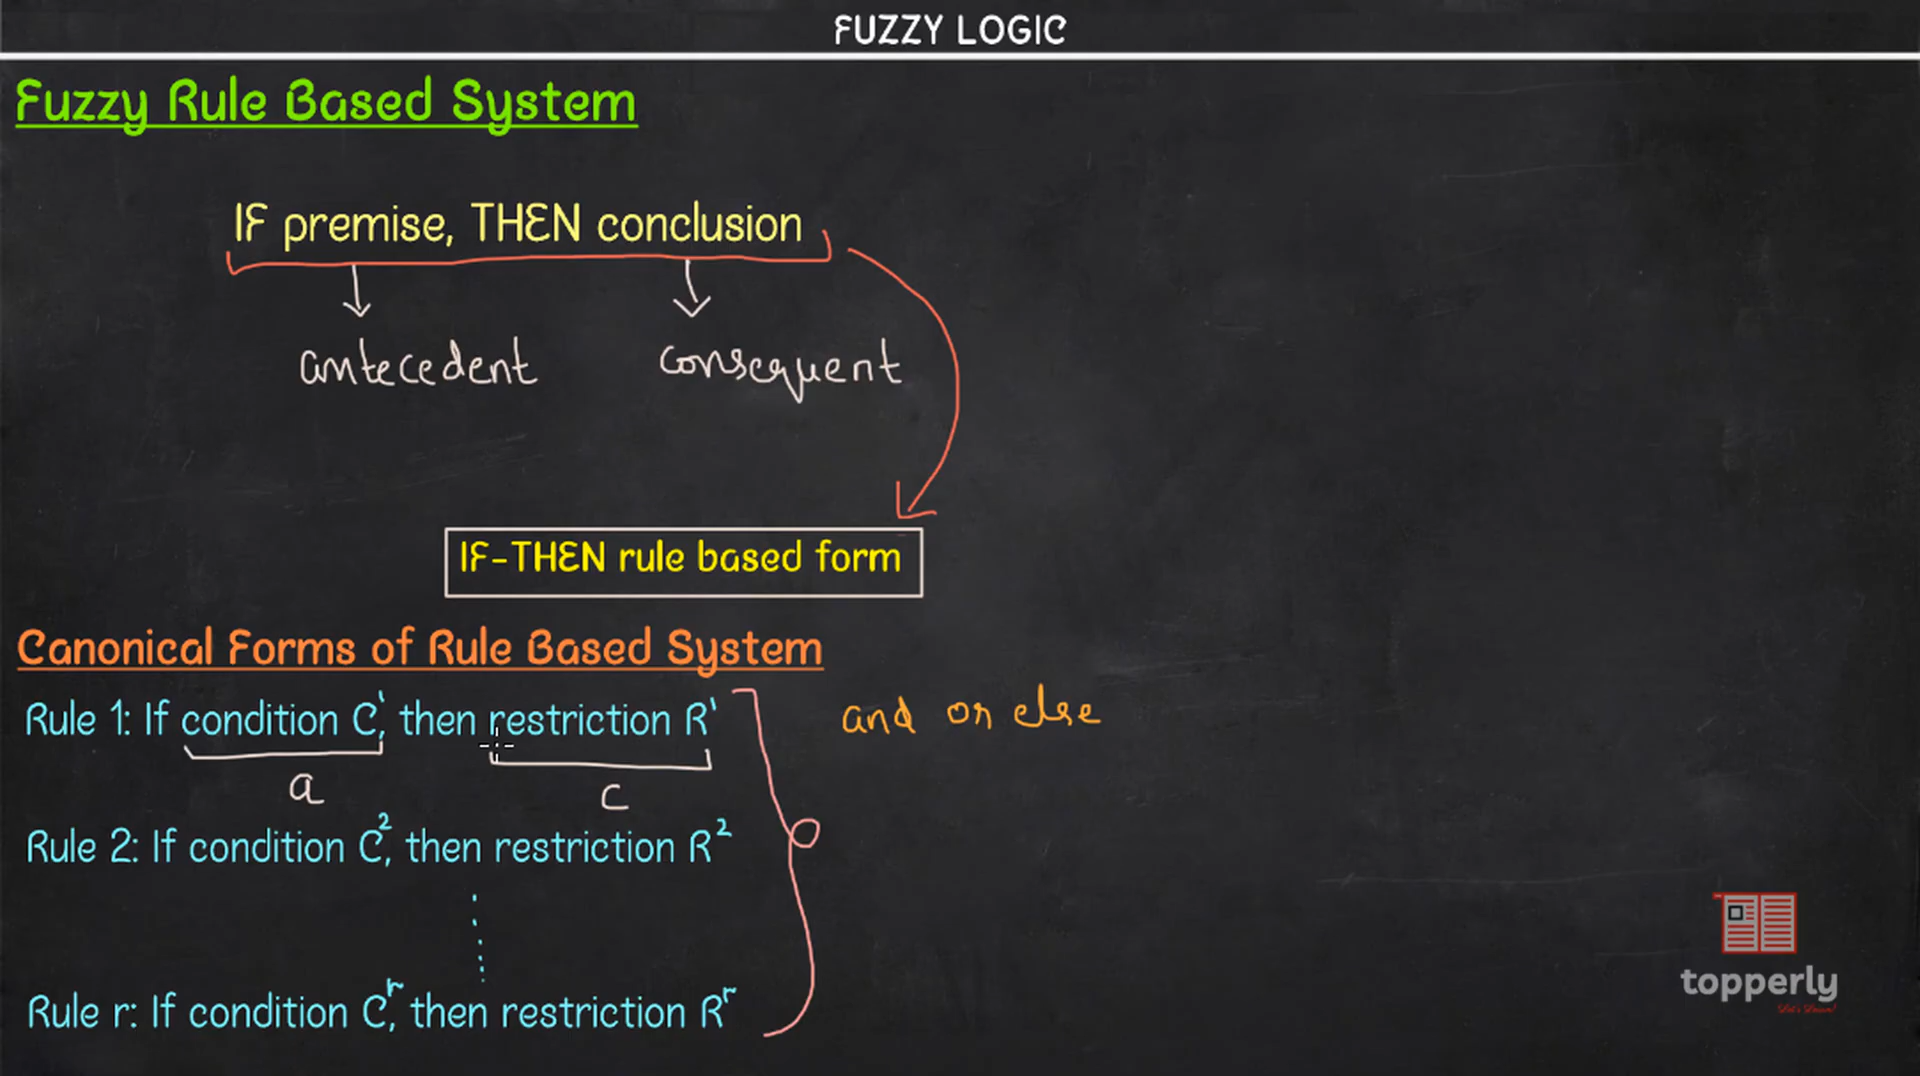 FUZZY LOGIC
Fuzzy Rule Based System
IF premise, THEN conclusion
antecedent consequent
IF-THEN rule based form
Canonical Forms of Rule Based System
Rule 1: If condition C¹, then restriction R¹
and or else
a c
Rule 2: If condition C², then restriction R²
Rule r: If condition Cʳ, then restriction Rʳ
topperly
Let's Learn!